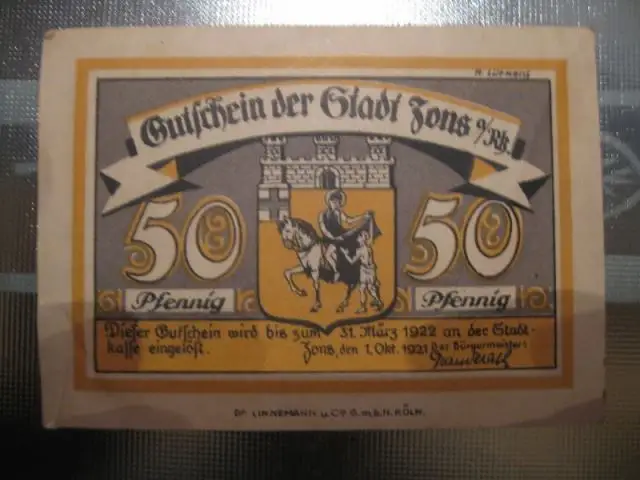 Gutschein der Stadt Zons a/Rh.
50 50
Pfennig Pfennig
Dieser Gutschein wird bis zum 31. März 1922 an der Stadt-
kasse eingelöst. Zons, den 1. Okt. 1921 Der Bürgermeister:
Dr LINNEMANN u. Co G.m.b.H. KÖLN.